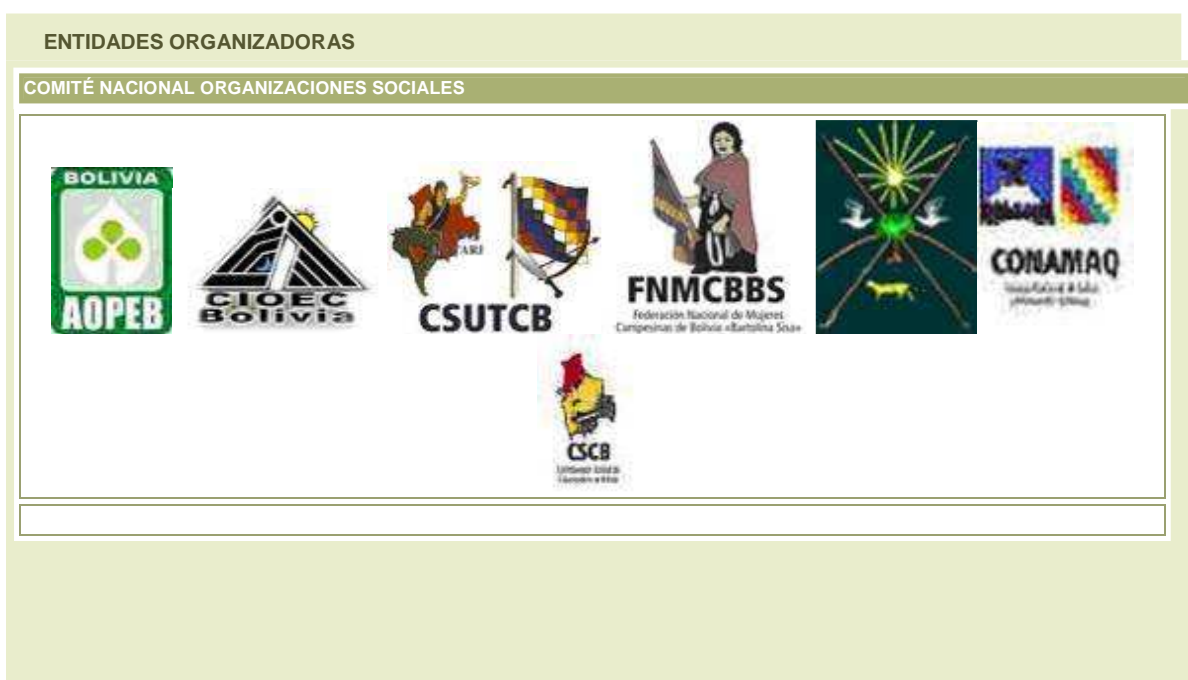 ENTIDADES ORGANIZADORAS
COMITÉ NACIONAL ORGANIZACIONES SOCIALES
BOLIVIA
AOPEB
CIOEC
Bolivia
CSUTCB
FNMCBBS
Federación Nacional de Mujeres
Campesinas de Bolivia «Bartolina Sisa»
CONAMAQ
CSCB